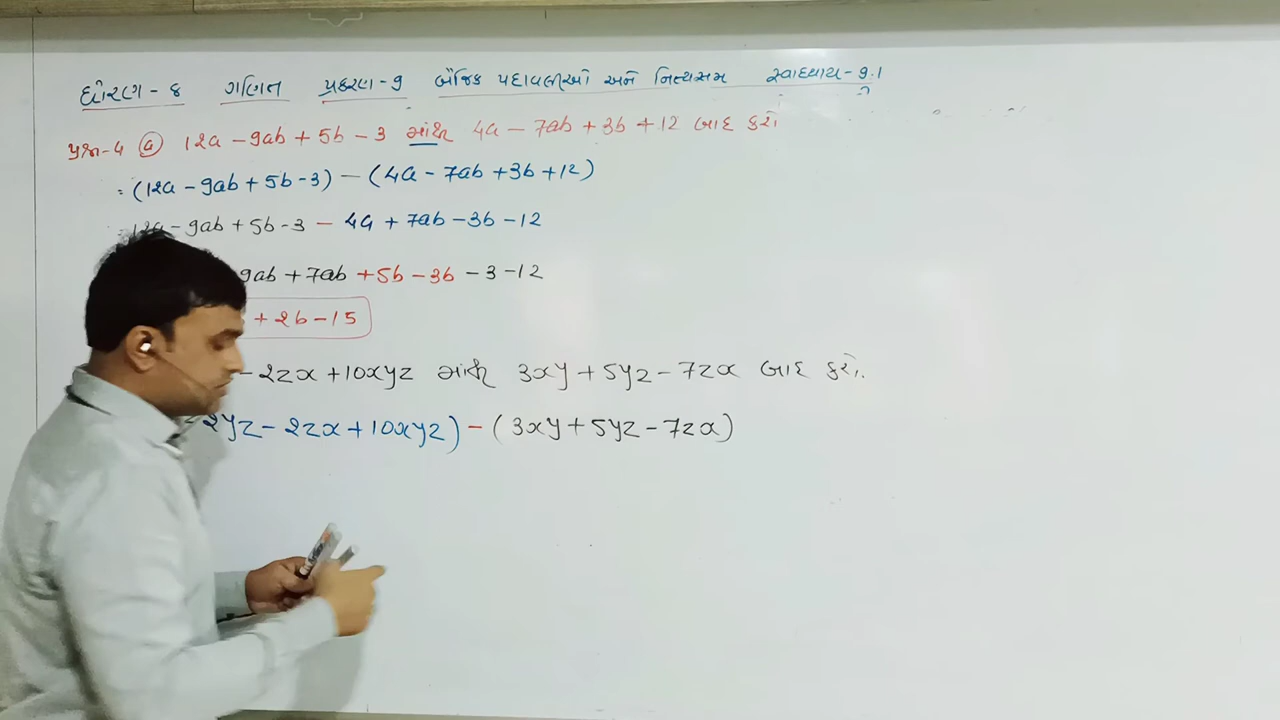 ધોરણ - ૮ ગણિત પ્રકરણ - 9 બૈજિક પદાવલીઓ અને નિત્યસમ સ્વાધ્યાય - 9.1
પ્રશ્ન-4 (a) 12a - 9ab + 5b - 3 માંથી 4a - 7ab + 3b + 12 બાદ કરો
= (12a - 9ab + 5b - 3) - (4a - 7ab + 3b + 12)
= 12a - 9ab + 5b - 3 - 4a + 7ab - 3b - 12
9ab + 7ab + 5b - 3b - 3 - 12
+ 2b - 15
- 2zx + 10xyz માંથી 3xy + 5yz - 7zx બાદ કરો.
2yz - 2zx + 10xyz) - (3xy + 5yz - 7zx)